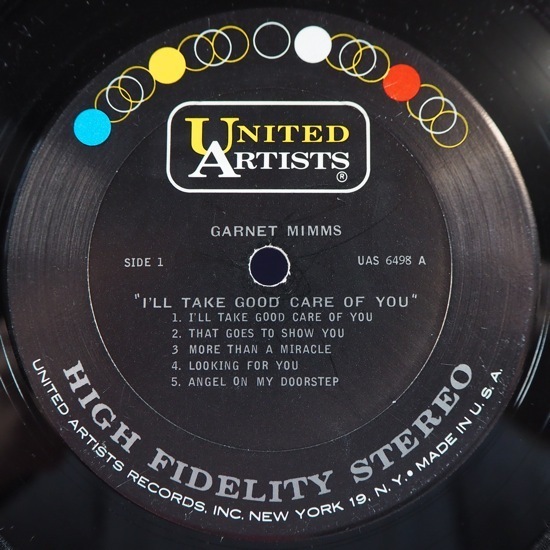 UNITED
ARTISTS
®
GARNET MIMMS
SIDE 1
UAS 6498 A
"I'LL TAKE GOOD CARE OF YOU"
1. I'LL TAKE GOOD CARE OF YOU
2. THAT GOES TO SHOW YOU
3 MORE THAN A MIRACLE
4. LOOKING FOR YOU
5. ANGEL ON MY DOORSTEP
HIGH FIDELITY STEREO
UNITED ARTISTS RECORDS, INC. NEW YORK 19, N.Y. • MADE IN U.S.A.